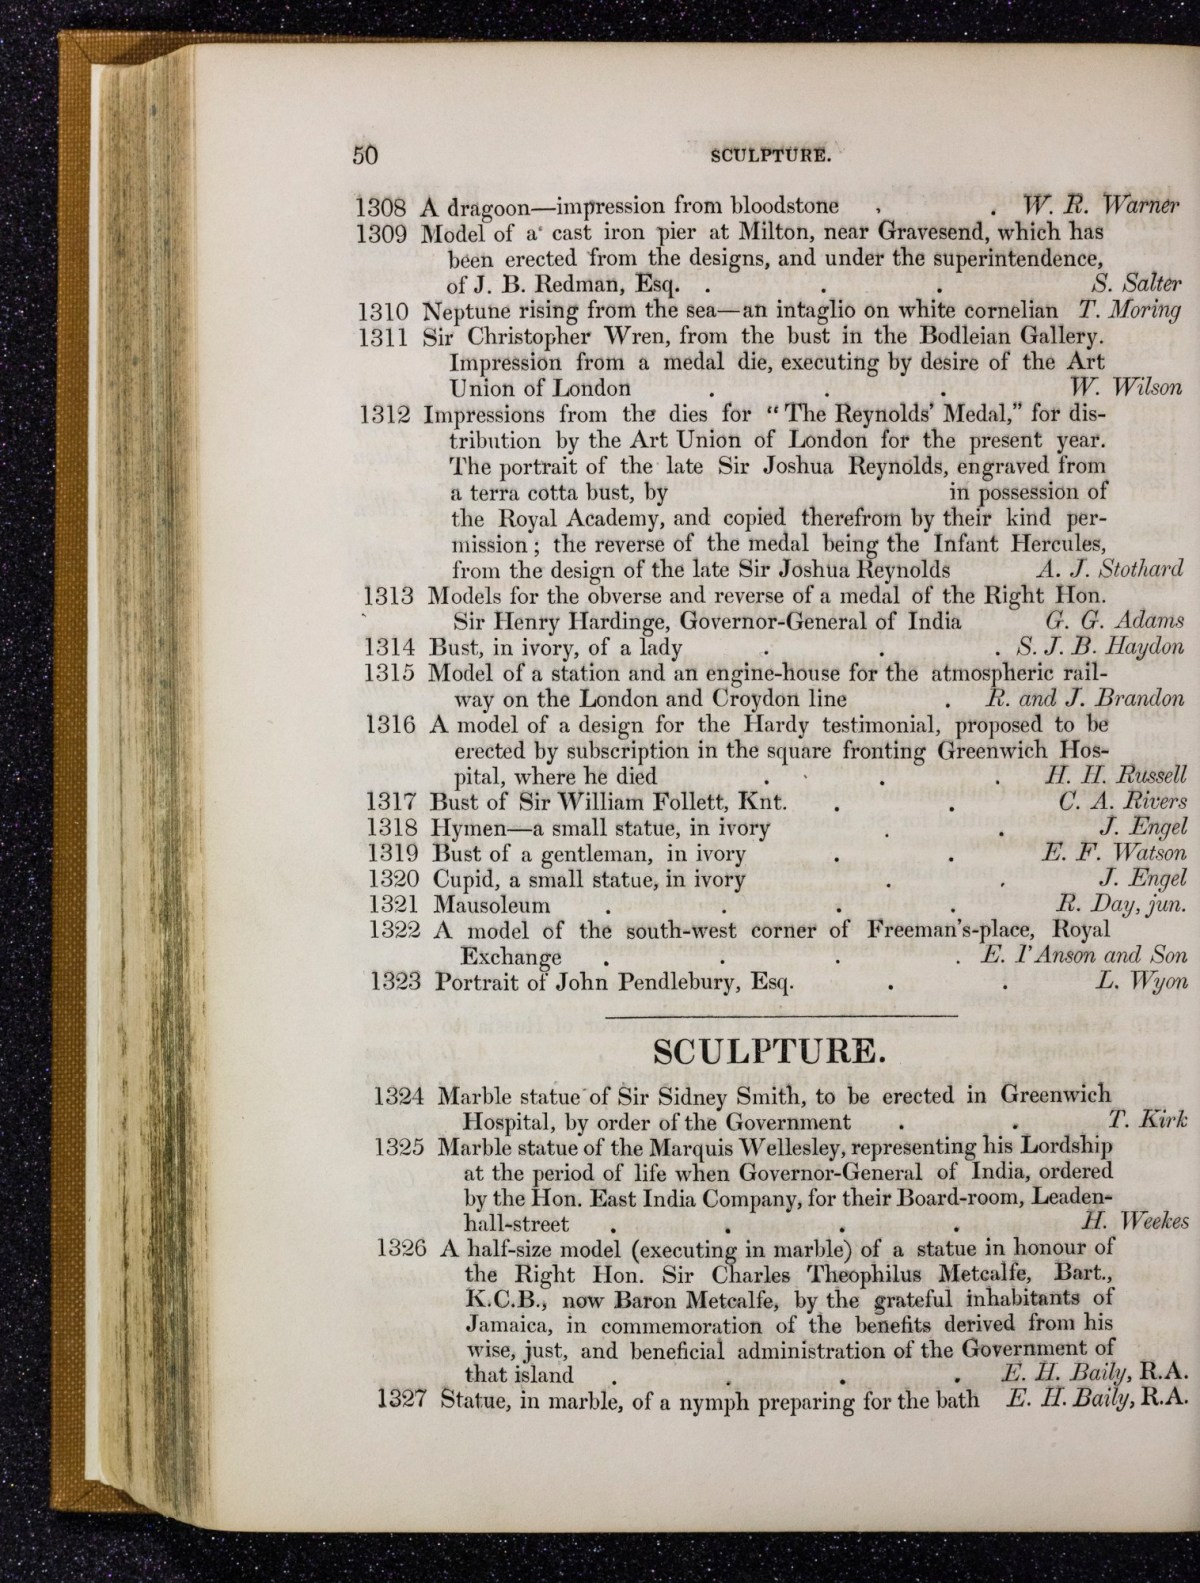 50 SCULPTURE.
1308 A dragoon—impression from bloodstone . . W. R. Warner
1309 Model of a cast iron pier at Milton, near Gravesend, which has
been erected from the designs, and under the superintendence,
of J. B. Redman, Esq. . . . S. Salter
1310 Neptune rising from the sea—an intaglio on white cornelian T. Moring
1311 Sir Christopher Wren, from the bust in the Bodleian Gallery.
Impression from a medal die, executing by desire of the Art
Union of London . . . W. Wilson
1312 Impressions from the dies for “The Reynolds’ Medal,” for dis-
tribution by the Art Union of London for the present year.
The portrait of the late Sir Joshua Reynolds, engraved from
a terra cotta bust, by in possession of
the Royal Academy, and copied therefrom by their kind per-
mission; the reverse of the medal being the Infant Hercules,
from the design of the late Sir Joshua Reynolds A. J. Stothard
1313 Models for the obverse and reverse of a medal of the Right Hon.
Sir Henry Hardinge, Governor-General of India G. G. Adams
1314 Bust, in ivory, of a lady . . . S. J. B. Haydon
1315 Model of a station and an engine-house for the atmospheric rail-
way on the London and Croydon line . R. and J. Brandon
1316 A model of a design for the Hardy testimonial, proposed to be
erected by subscription in the square fronting Greenwich Hos-
pital, where he died . . . H. H. Russell
1317 Bust of Sir William Follett, Knt. . . C. A. Rivers
1318 Hymen—a small statue, in ivory . . J. Engel
1319 Bust of a gentleman, in ivory . . E. F. Watson
1320 Cupid, a small statue, in ivory . . J. Engel
1321 Mausoleum . . . . R. Day, jun.
1322 A model of the south-west corner of Freeman’s-place, Royal
Exchange . . . . E. I’Anson and Son
1323 Portrait of John Pendlebury, Esq. . . L. Wyon
SCULPTURE.
1324 Marble statue of Sir Sidney Smith, to be erected in Greenwich
Hospital, by order of the Government . . T. Kirk
1325 Marble statue of the Marquis Wellesley, representing his Lordship
at the period of life when Governor-General of India, ordered
by the Hon. East India Company, for their Board-room, Leaden-
hall-street . . . . H. Weekes
1326 A half-size model (executing in marble) of a statue in honour of
the Right Hon. Sir Charles Theophilus Metcalfe, Bart.,
K.C.B., now Baron Metcalfe, by the grateful inhabitants of
Jamaica, in commemoration of the benefits derived from his
wise, just, and beneficial administration of the Government of
that island . . . . E. H. Baily, R.A.
1327 Statue, in marble, of a nymph preparing for the bath E. H. Baily, R.A.